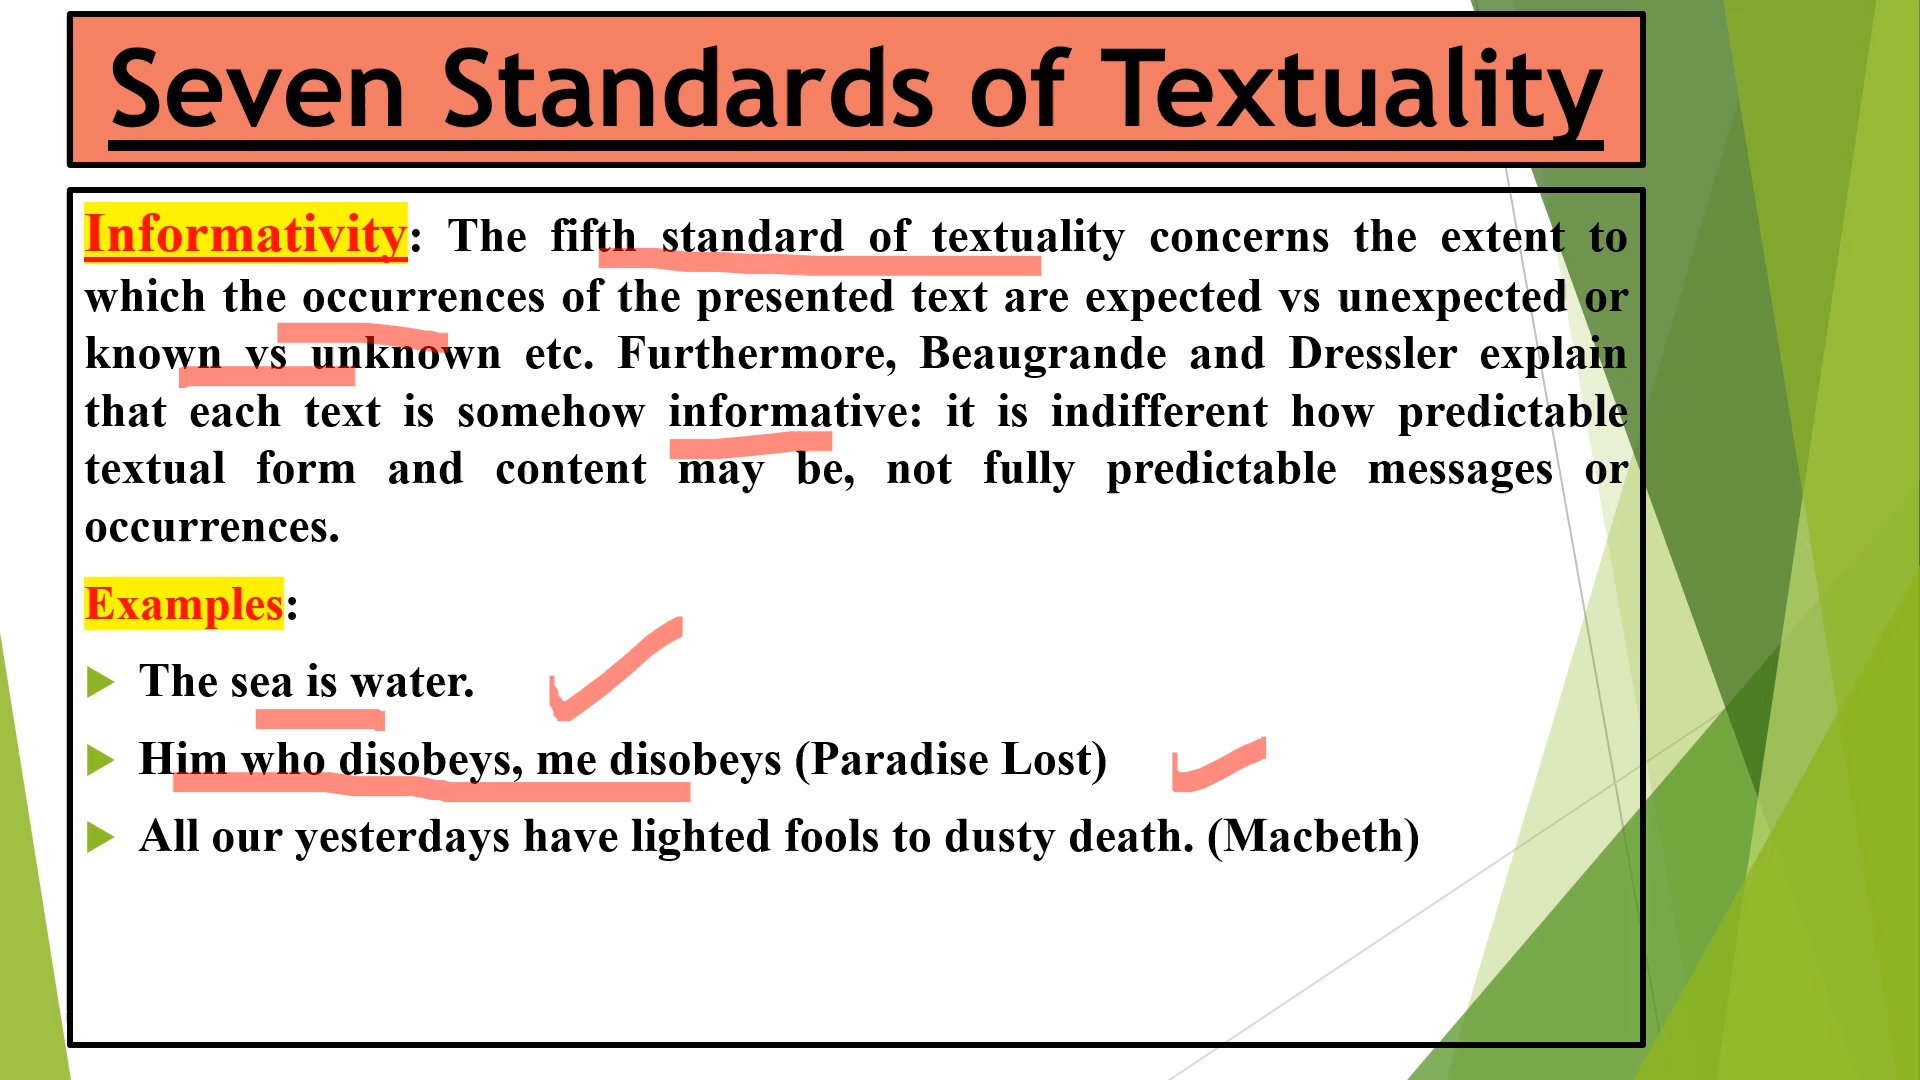 Seven Standards of Textuality
Informativity: The fifth standard of textuality concerns the extent to
which the occurrences of the presented text are expected vs unexpected or
known vs unknown etc. Furthermore, Beaugrande and Dressler explain
that each text is somehow informative: it is indifferent how predictable
textual form and content may be, not fully predictable messages or
occurrences.
Examples:
The sea is water.
Him who disobeys, me disobeys (Paradise Lost)
All our yesterdays have lighted fools to dusty death. (Macbeth)